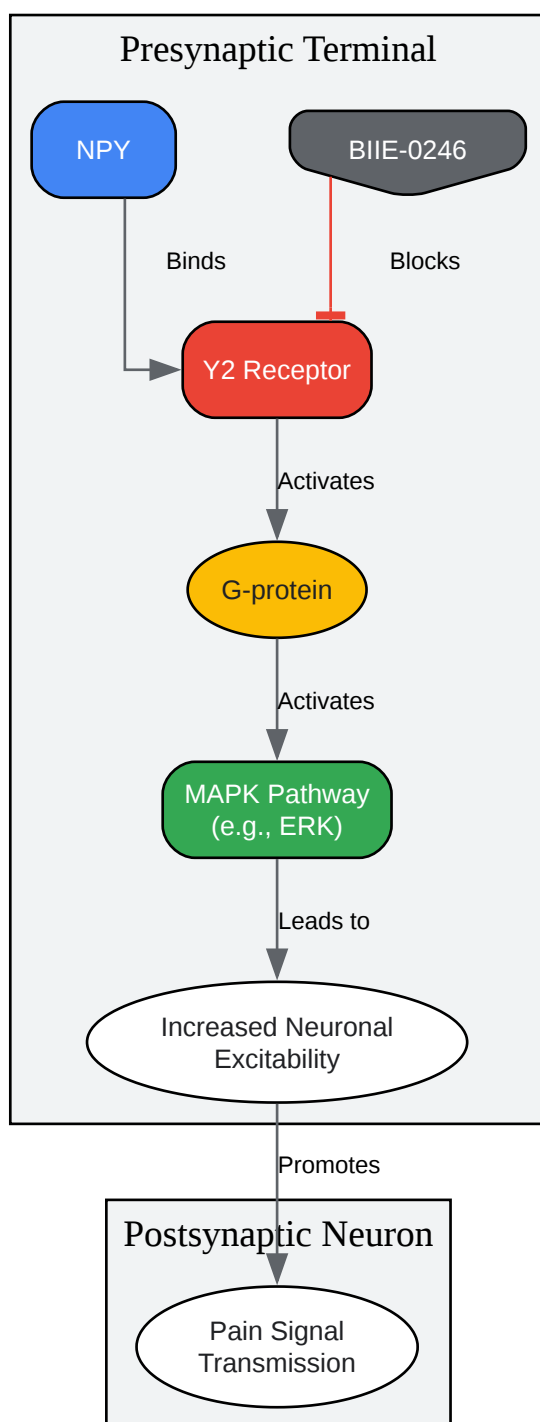 Presynaptic Terminal
NPY
BIIE-0246
Binds
Blocks
Y2 Receptor
Activates
G-protein
Activates
MAPK Pathway
(e.g., ERK)
Leads to
Increased Neuronal
Excitability
Promotes
Postsynaptic Neuron
Pain Signal
Transmission